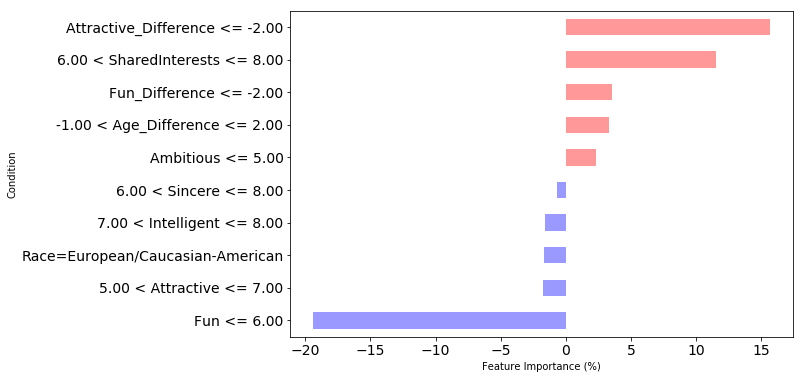 Attractive_Difference <= -2.00
6.00 < SharedInterests <= 8.00
Fun_Difference <= -2.00
-1.00 < Age_Difference <= 2.00
Ambitious <= 5.00
6.00 < Sincere <= 8.00
7.00 < Intelligent <= 8.00
Race=European/Caucasian-American
5.00 < Attractive <= 7.00
Fun <= 6.00
Condition
−20 −15 −10 −5 0 5 10 15
Feature Importance (%)